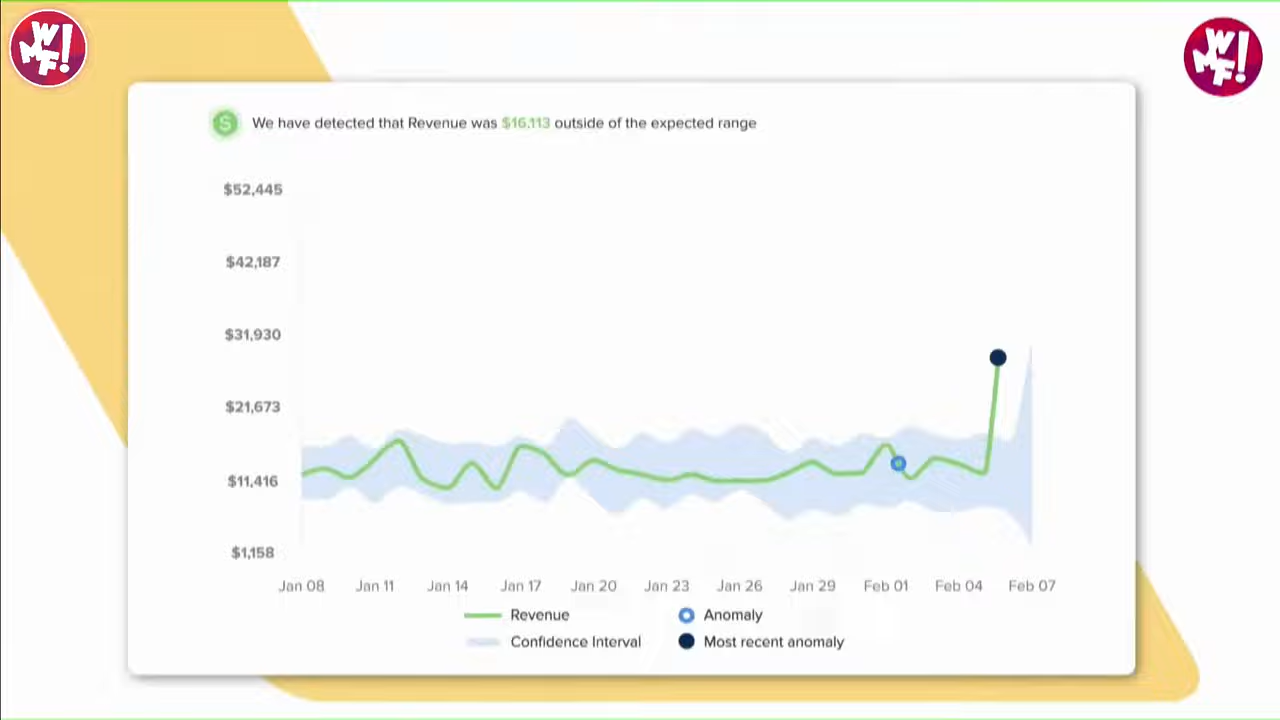 WMF!
WMF!
We have detected that Revenue was $16,113 outside of the expected range
$52,445
$42,187
$31,930
$21,673
$11,416
$1,158
Jan 08 Jan 11 Jan 14 Jan 17 Jan 20 Jan 23 Jan 26 Jan 29 Feb 01 Feb 04 Feb 07
Revenue Anomaly
Confidence Interval Most recent anomaly